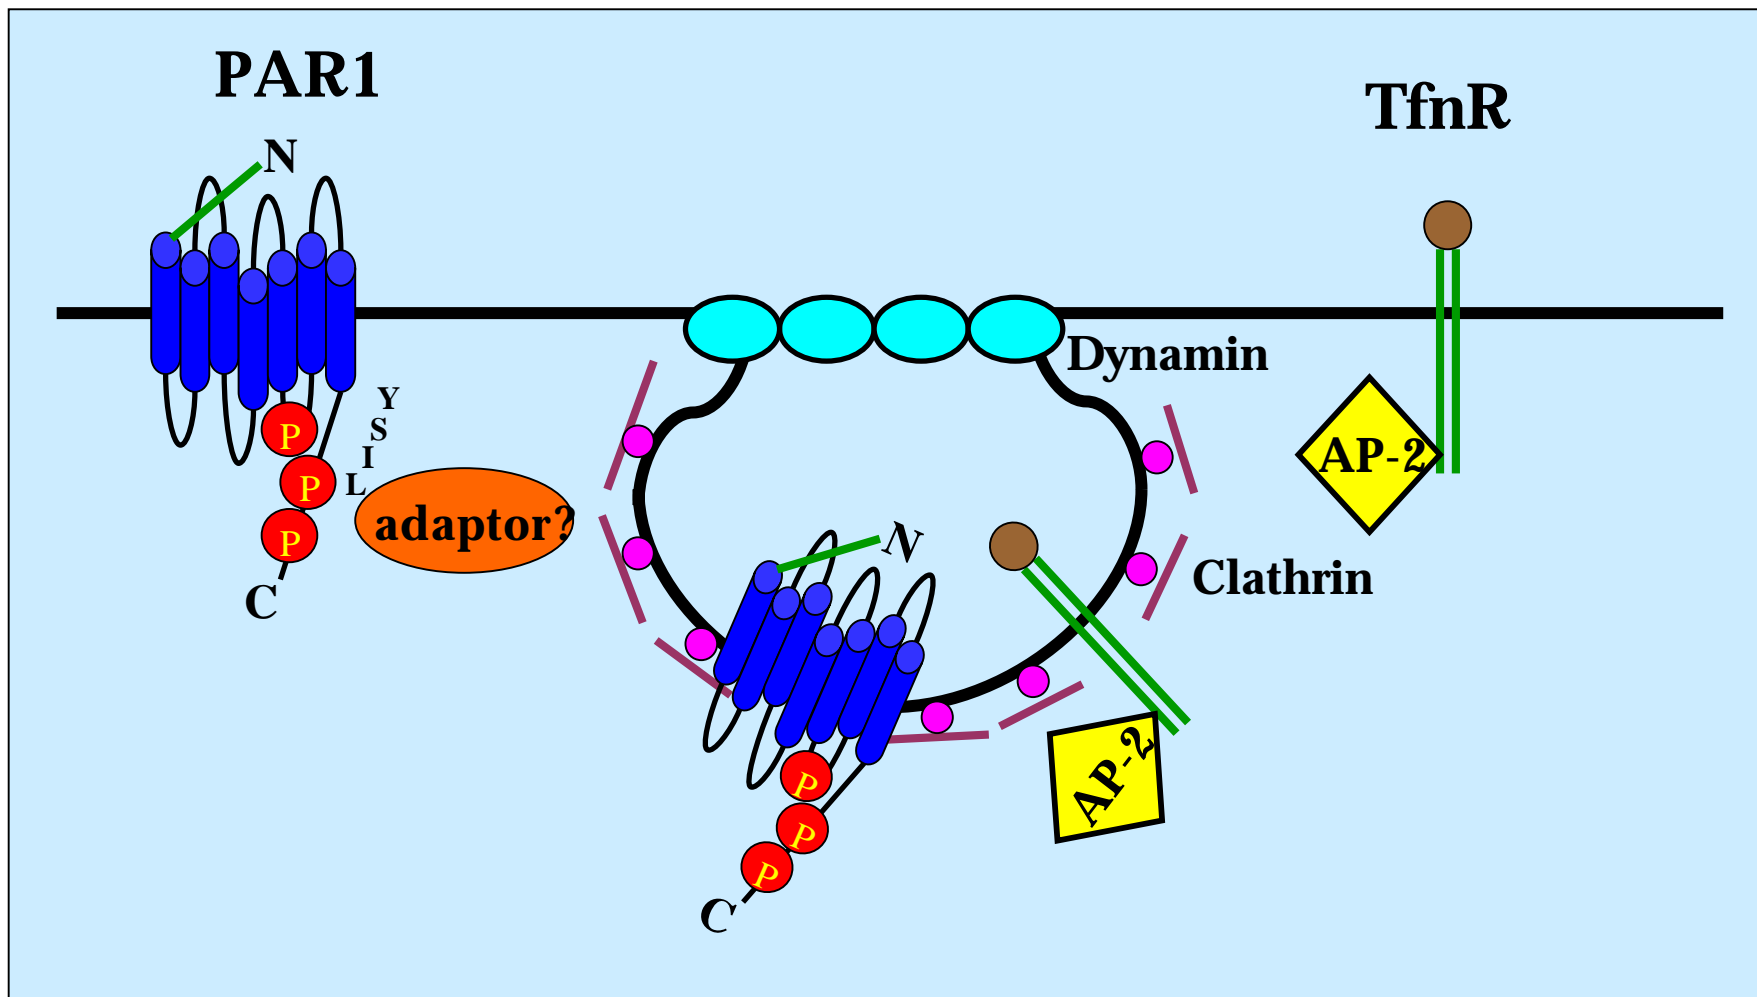 PAR1
TfnR
N
Dynamin
Y
S
I
L
P
P
P
C
adaptor?
AP-2
N
Clathrin
AP-2
P
P
P
C